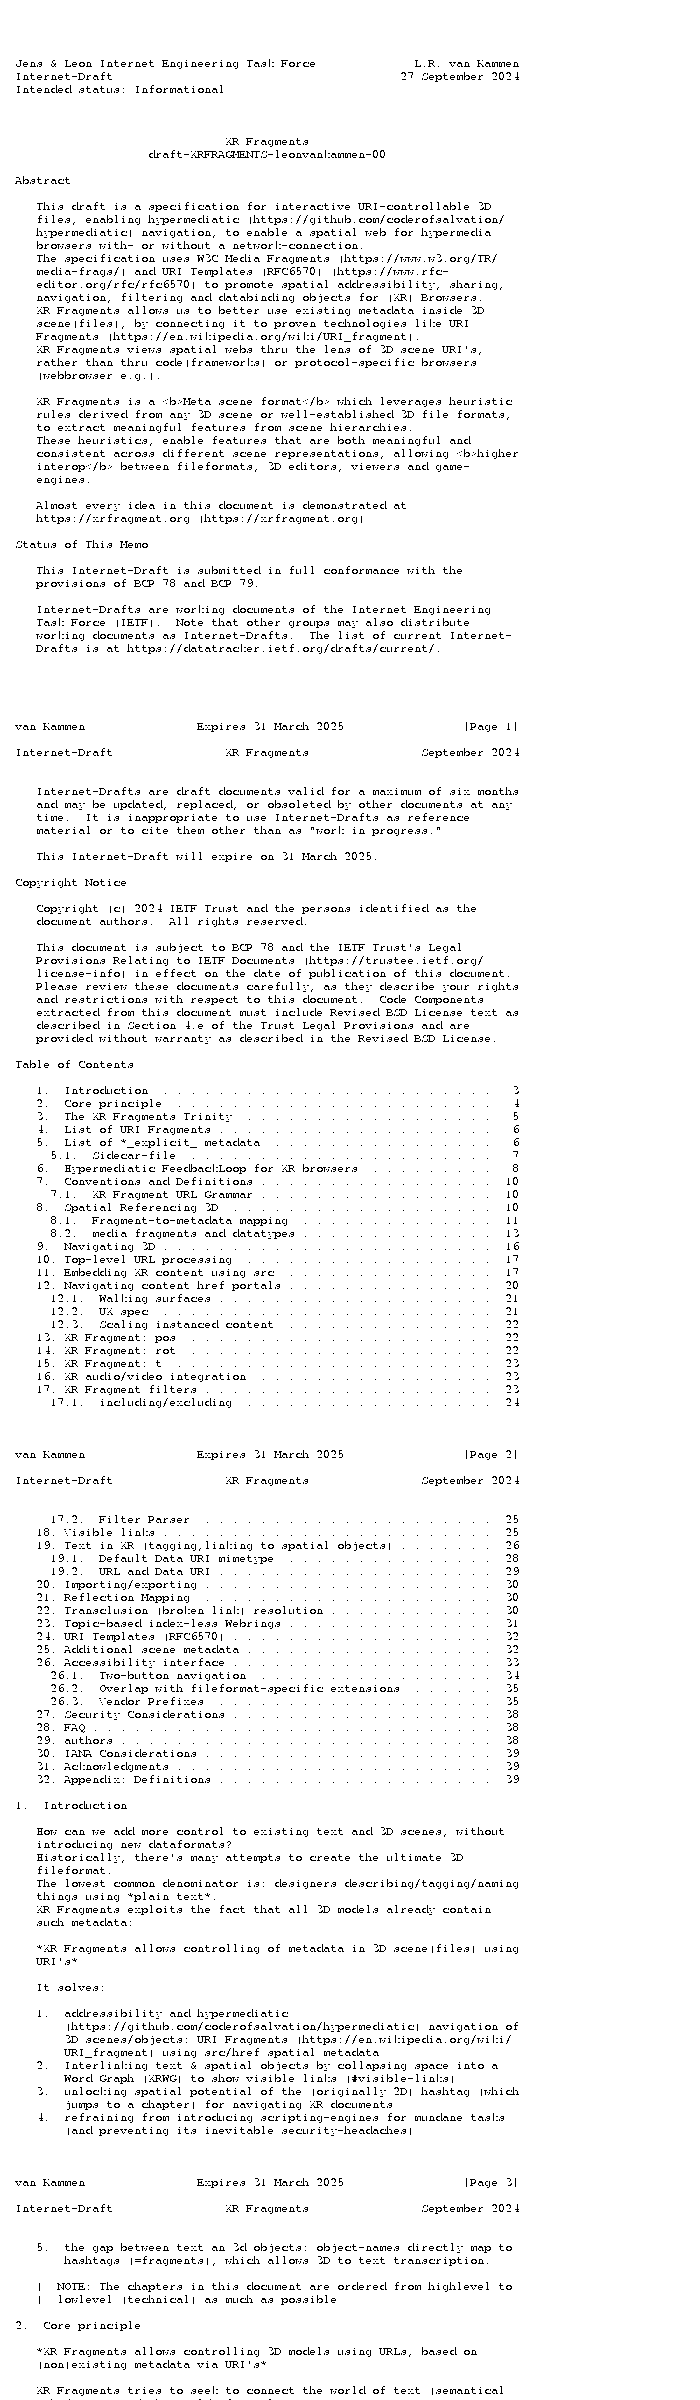 Jens & Leon Internet Engineering Task Force              L.R. van Kammen
Internet-Draft                                         27 September 2024
Intended status: Informational
XR Fragments
draft-XRFRAGMENTS-leonvankammen-00
Abstract
This draft is a specification for interactive URI-controllable 3D
files, enabling hypermediatic (https://github.com/coderofsalvation/
hypermediatic) navigation, to enable a spatial web for hypermedia
browsers with- or without a network-connection.
The specification uses W3C Media Fragments (https://www.w3.org/TR/
media-frags/) and URI Templates (RFC6570) (https://www.rfc-
editor.org/rfc/rfc6570) to promote spatial addressibility, sharing,
navigation, filtering and databinding objects for (XR) Browsers.
XR Fragments allows us to better use existing metadata inside 3D
scene(files), by connecting it to proven technologies like URI
Fragments (https://en.wikipedia.org/wiki/URI_fragment).
XR Fragments views spatial webs thru the lens of 3D scene URI's,
rather than thru code(frameworks) or protocol-specific browsers
(webbrowser e.g.).
XR Fragments is a <b>Meta scene format</b> which leverages heuristic
rules derived from any 3D scene or well-established 3D file formats,
to extract meaningful features from scene hierarchies.
These heuristics, enable features that are both meaningful and
consistent across different scene representations, allowing <b>higher
interop</b> between fileformats, 3D editors, viewers and game-
engines.
Almost every idea in this document is demonstrated at
https://xrfragment.org (https://xrfragment.org)
Status of This Memo
This Internet-Draft is submitted in full conformance with the
provisions of BCP 78 and BCP 79.
Internet-Drafts are working documents of the Internet Engineering
Task Force (IETF).  Note that other groups may also distribute
working documents as Internet-Drafts.  The list of current Internet-
Drafts is at https://datatracker.ietf.org/drafts/current/.
van Kammen                Expires 31 March 2025                 [Page 1]
Internet-Draft                XR Fragments                September 2024
Internet-Drafts are draft documents valid for a maximum of six months
and may be updated, replaced, or obsoleted by other documents at any
time.  It is inappropriate to use Internet-Drafts as reference
material or to cite them other than as "work in progress."
This Internet-Draft will expire on 31 March 2025.
Copyright Notice
Copyright (c) 2024 IETF Trust and the persons identified as the
document authors.  All rights reserved.
This document is subject to BCP 78 and the IETF Trust's Legal
Provisions Relating to IETF Documents (https://trustee.ietf.org/
license-info) in effect on the date of publication of this document.
Please review these documents carefully, as they describe your rights
and restrictions with respect to this document.  Code Components
extracted from this document must include Revised BSD License text as
described in Section 4.e of the Trust Legal Provisions and are
provided without warranty as described in the Revised BSD License.
Table of Contents
1.  Introduction  . . . . . . . . . . . . . . . . . . . . . . . .   3
2.  Core principle  . . . . . . . . . . . . . . . . . . . . . . .   4
3.  The XR Fragments Trinity  . . . . . . . . . . . . . . . . . .   5
4.  List of URI Fragments . . . . . . . . . . . . . . . . . . . .   6
5.  List of *_explicit_ metadata  . . . . . . . . . . . . . . . .   6
5.1.  Sidecar-file  . . . . . . . . . . . . . . . . . . . . . .   7
6.  Hypermediatic FeedbackLoop for XR browsers  . . . . . . . . .   8
7.  Conventions and Definitions . . . . . . . . . . . . . . . . .  10
7.1.  XR Fragment URL Grammar . . . . . . . . . . . . . . . . .  10
8.  Spatial Referencing 3D  . . . . . . . . . . . . . . . . . . .  10
8.1.  Fragment-to-metadata mapping  . . . . . . . . . . . . . .  11
8.2.  media fragments and datatypes . . . . . . . . . . . . . .  13
9.  Navigating 3D . . . . . . . . . . . . . . . . . . . . . . . .  16
10. Top-level URL processing  . . . . . . . . . . . . . . . . . .  17
11. Embedding XR content using src  . . . . . . . . . . . . . . .  17
12. Navigating content href portals . . . . . . . . . . . . . . .  20
12.1.  Walking surfaces . . . . . . . . . . . . . . . . . . . .  21
12.2.  UX spec  . . . . . . . . . . . . . . . . . . . . . . . .  21
12.3.  Scaling instanced content  . . . . . . . . . . . . . . .  22
13. XR Fragment: pos  . . . . . . . . . . . . . . . . . . . . . .  22
14. XR Fragment: rot  . . . . . . . . . . . . . . . . . . . . . .  22
15. XR Fragment: t  . . . . . . . . . . . . . . . . . . . . . . .  23
16. XR audio/video integration  . . . . . . . . . . . . . . . . .  23
17. XR Fragment filters . . . . . . . . . . . . . . . . . . . . .  23
17.1.  including/excluding  . . . . . . . . . . . . . . . . . .  24
van Kammen                Expires 31 March 2025                 [Page 2]
Internet-Draft                XR Fragments                September 2024
17.2.  Filter Parser  . . . . . . . . . . . . . . . . . . . . .  25
18. Visible links . . . . . . . . . . . . . . . . . . . . . . . .  25
19. Text in XR (tagging,linking to spatial objects) . . . . . . .  26
19.1.  Default Data URI mimetype  . . . . . . . . . . . . . . .  28
19.2.  URL and Data URI . . . . . . . . . . . . . . . . . . . .  29
20. Importing/exporting . . . . . . . . . . . . . . . . . . . . .  30
21. Reflection Mapping  . . . . . . . . . . . . . . . . . . . . .  30
22. Transclusion (broken link) resolution . . . . . . . . . . . .  30
23. Topic-based index-less Webrings . . . . . . . . . . . . . . .  31
24. URI Templates (RFC6570) . . . . . . . . . . . . . . . . . . .  32
25. Additional scene metadata . . . . . . . . . . . . . . . . . .  32
26. Accessibility interface . . . . . . . . . . . . . . . . . . .  33
26.1.  Two-button navigation  . . . . . . . . . . . . . . . . .  34
26.2.  Overlap with fileformat-specific extensions  . . . . . .  35
26.3.  Vendor Prefixes  . . . . . . . . . . . . . . . . . . . .  35
27. Security Considerations . . . . . . . . . . . . . . . . . . .  38
28. FAQ . . . . . . . . . . . . . . . . . . . . . . . . . . . . .  38
29. authors . . . . . . . . . . . . . . . . . . . . . . . . . . .  38
30. IANA Considerations . . . . . . . . . . . . . . . . . . . . .  39
31. Acknowledgments . . . . . . . . . . . . . . . . . . . . . . .  39
32. Appendix: Definitions . . . . . . . . . . . . . . . . . . . .  39
1.  Introduction
How can we add more control to existing text and 3D scenes, without
introducing new dataformats?
Historically, there's many attempts to create the ultimate 3D
fileformat.
The lowest common denominator is: designers describing/tagging/naming
things using *plain text*.
XR Fragments exploits the fact that all 3D models already contain
such metadata:
*XR Fragments allows controlling of metadata in 3D scene(files) using
URI's*
It solves:
1.  addressibility and hypermediatic
(https://github.com/coderofsalvation/hypermediatic) navigation of
3D scenes/objects: URI Fragments (https://en.wikipedia.org/wiki/
URI_fragment) using src/href spatial metadata
2.  Interlinking text & spatial objects by collapsing space into a
Word Graph (XRWG) to show visible links (#visible-links)
3.  unlocking spatial potential of the (originally 2D) hashtag (which
jumps to a chapter) for navigating XR documents
4.  refraining from introducing scripting-engines for mundane tasks
(and preventing its inevitable security-headaches)
van Kammen                Expires 31 March 2025                 [Page 3]
Internet-Draft                XR Fragments                September 2024
5.  the gap between text an 3d objects: object-names directly map to
hashtags (=fragments), which allows 3D to text transcription.
|  NOTE: The chapters in this document are ordered from highlevel to
|  lowlevel (technical) as much as possible
2.  Core principle
*XR Fragments allows controlling 3D models using URLs, based on
(non)existing metadata via URI's*
XR Fragments tries to seek to connect the world of text (semantical